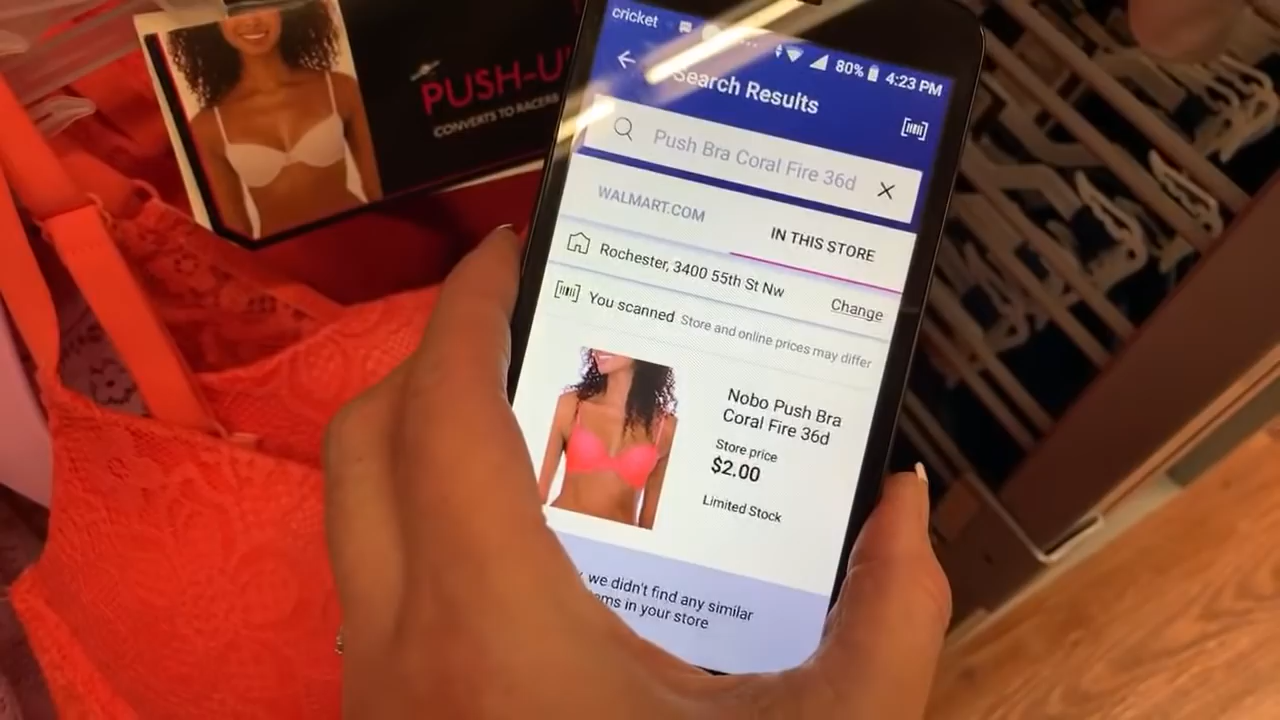 PUSH-U
CONVERTS TO RACER
cricket
80% 4:23 PM
Search Results
Push Bra Coral Fire 36d
WALMART.COM
IN THIS STORE
Rochester, 3400 55th St Nw
Change
You scanned Store and online prices may differ
Nobo Push Bra
Coral Fire 36d
Store price
$2.00
Limited Stock
we didn't find any similar
ms in your store